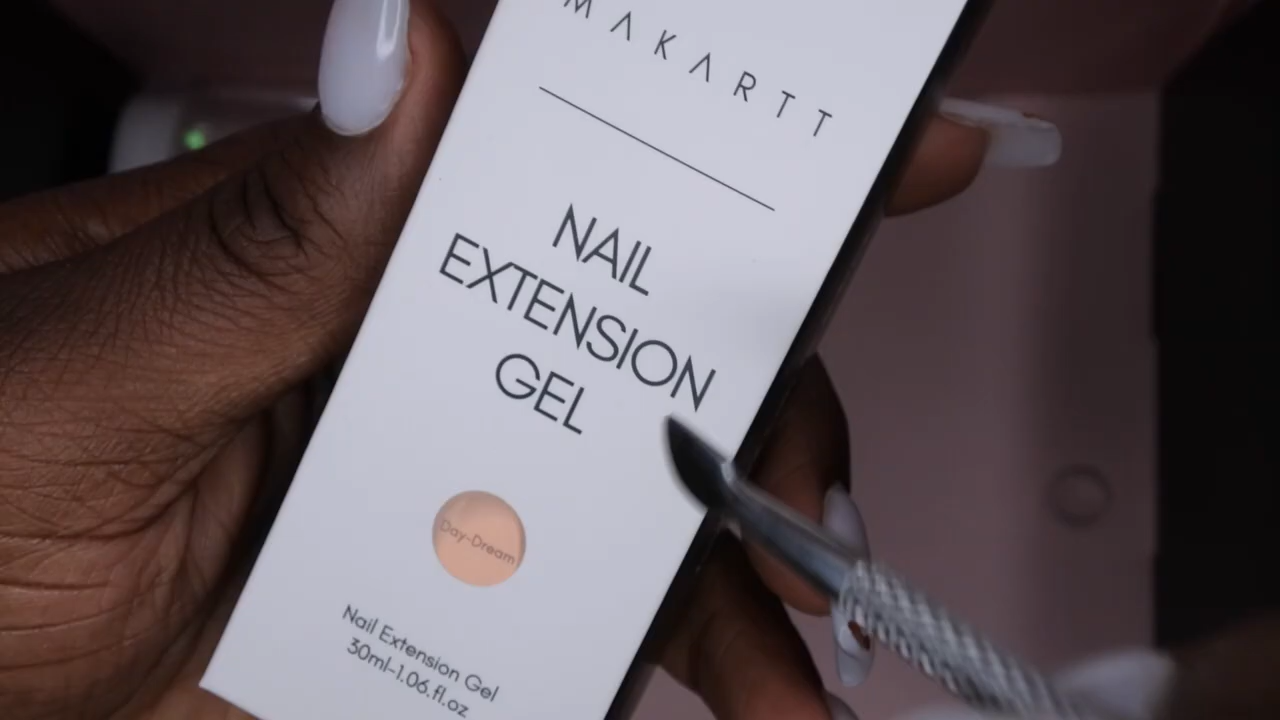 MAKARTT
NAIL
EXTENSION
GEL
Day-Dream
Nail Extension Gel
30ml-1.06.fl.oz